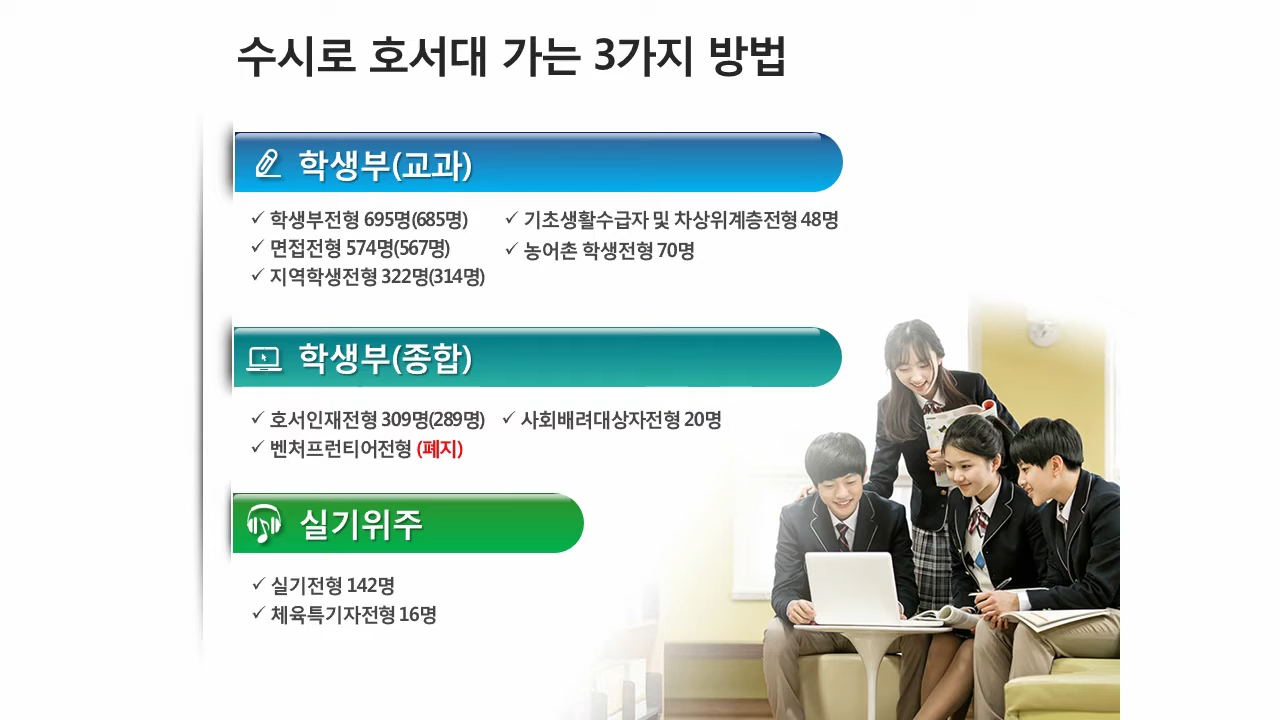 수시로 호서대 가는 3가지 방법
학생부(교과)
✓ 학생부전형 695명(685명)
✓ 면접전형 574명(567명)
✓ 지역학생전형 322명(314명)
✓ 기초생활수급자 및 차상위계층전형 48명
✓ 농어촌 학생전형 70명
학생부(종합)
✓ 호서인재전형 309명(289명)
✓ 벤처프런티어전형 (폐지)
✓ 사회배려대상자전형 20명
실기위주
✓ 실기전형 142명
✓ 체육특기자전형 16명